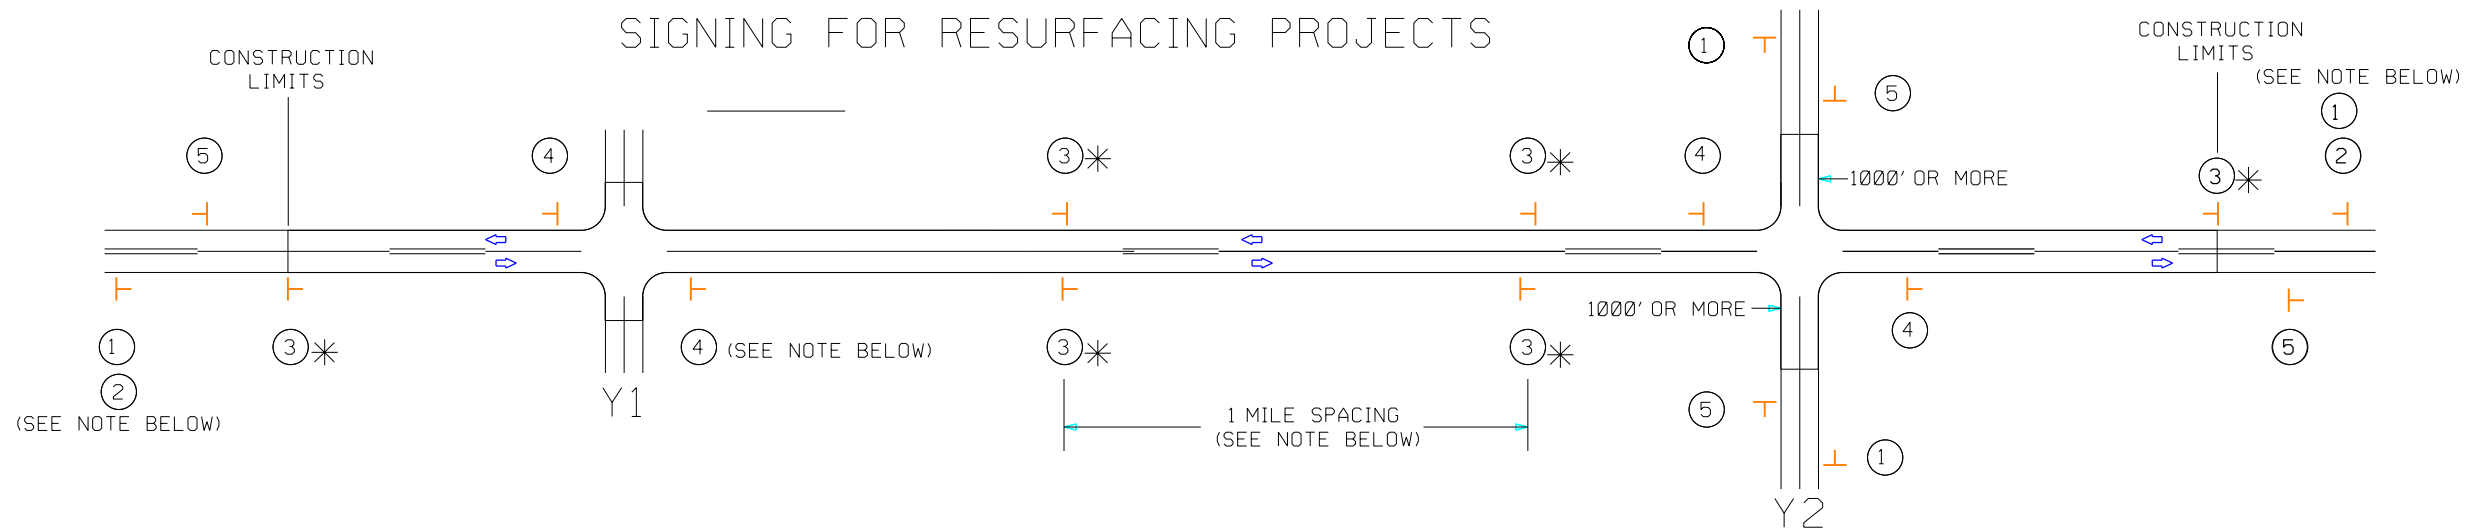 SIGNING FOR RESURFACING PROJECTS
CONSTRUCTION
LIMITS
CONSTRUCTION
LIMITS
(SEE NOTE BELOW)
1
5
1
5
4
3*
3*
4
2
1000' OR MORE
3*
1000' OR MORE
1
3*
4 (SEE NOTE BELOW)
3*
3*
4
5
2
(SEE NOTE BELOW)
Y1
1 MILE SPACING
(SEE NOTE BELOW)
5
1
Y2